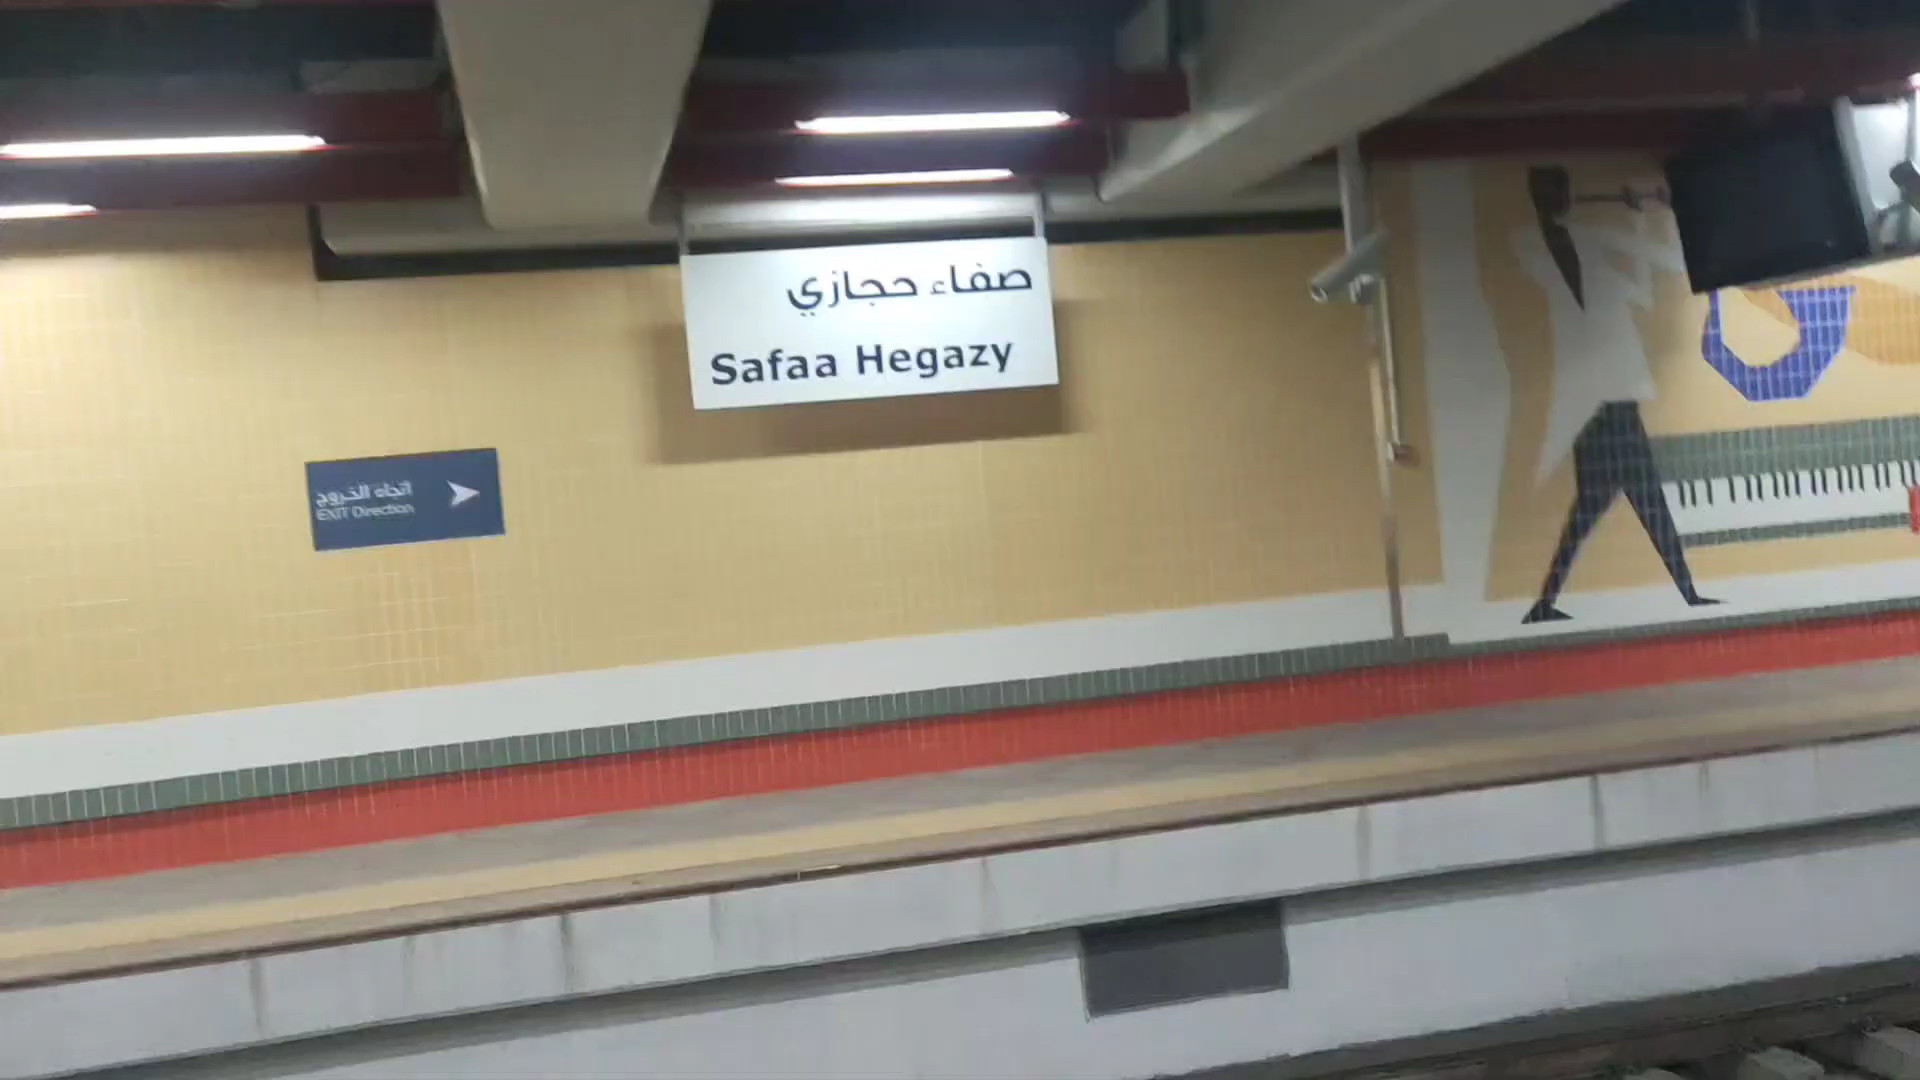 صفاء حجازي
Safaa Hegazy
اتجاه الخروج
EXIT Direction